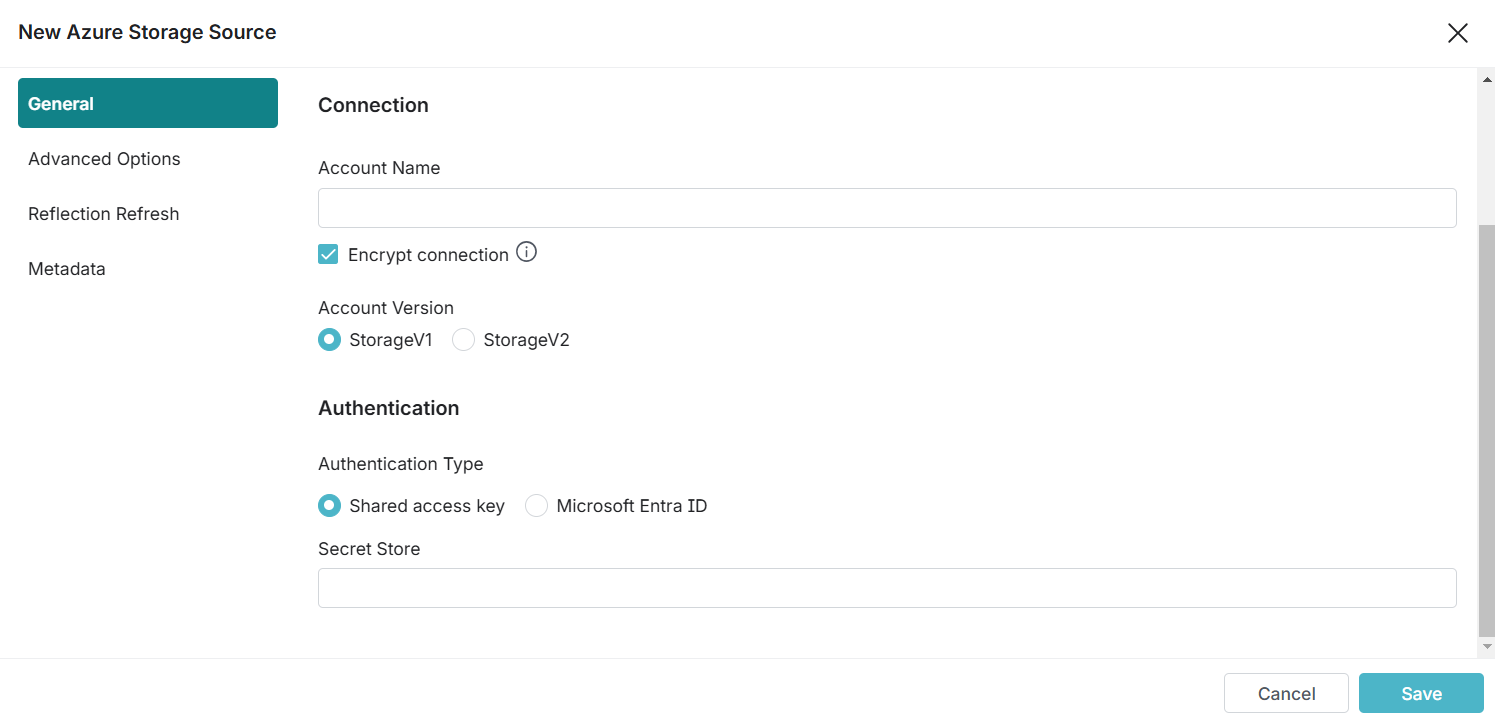 New Azure Storage Source
General
Advanced Options
Reflection Refresh
Metadata
Connection
Account Name
Encrypt connection
Account Version
StorageV1 StorageV2
Authentication
Authentication Type
Shared access key Microsoft Entra ID
Secret Store
Cancel Save